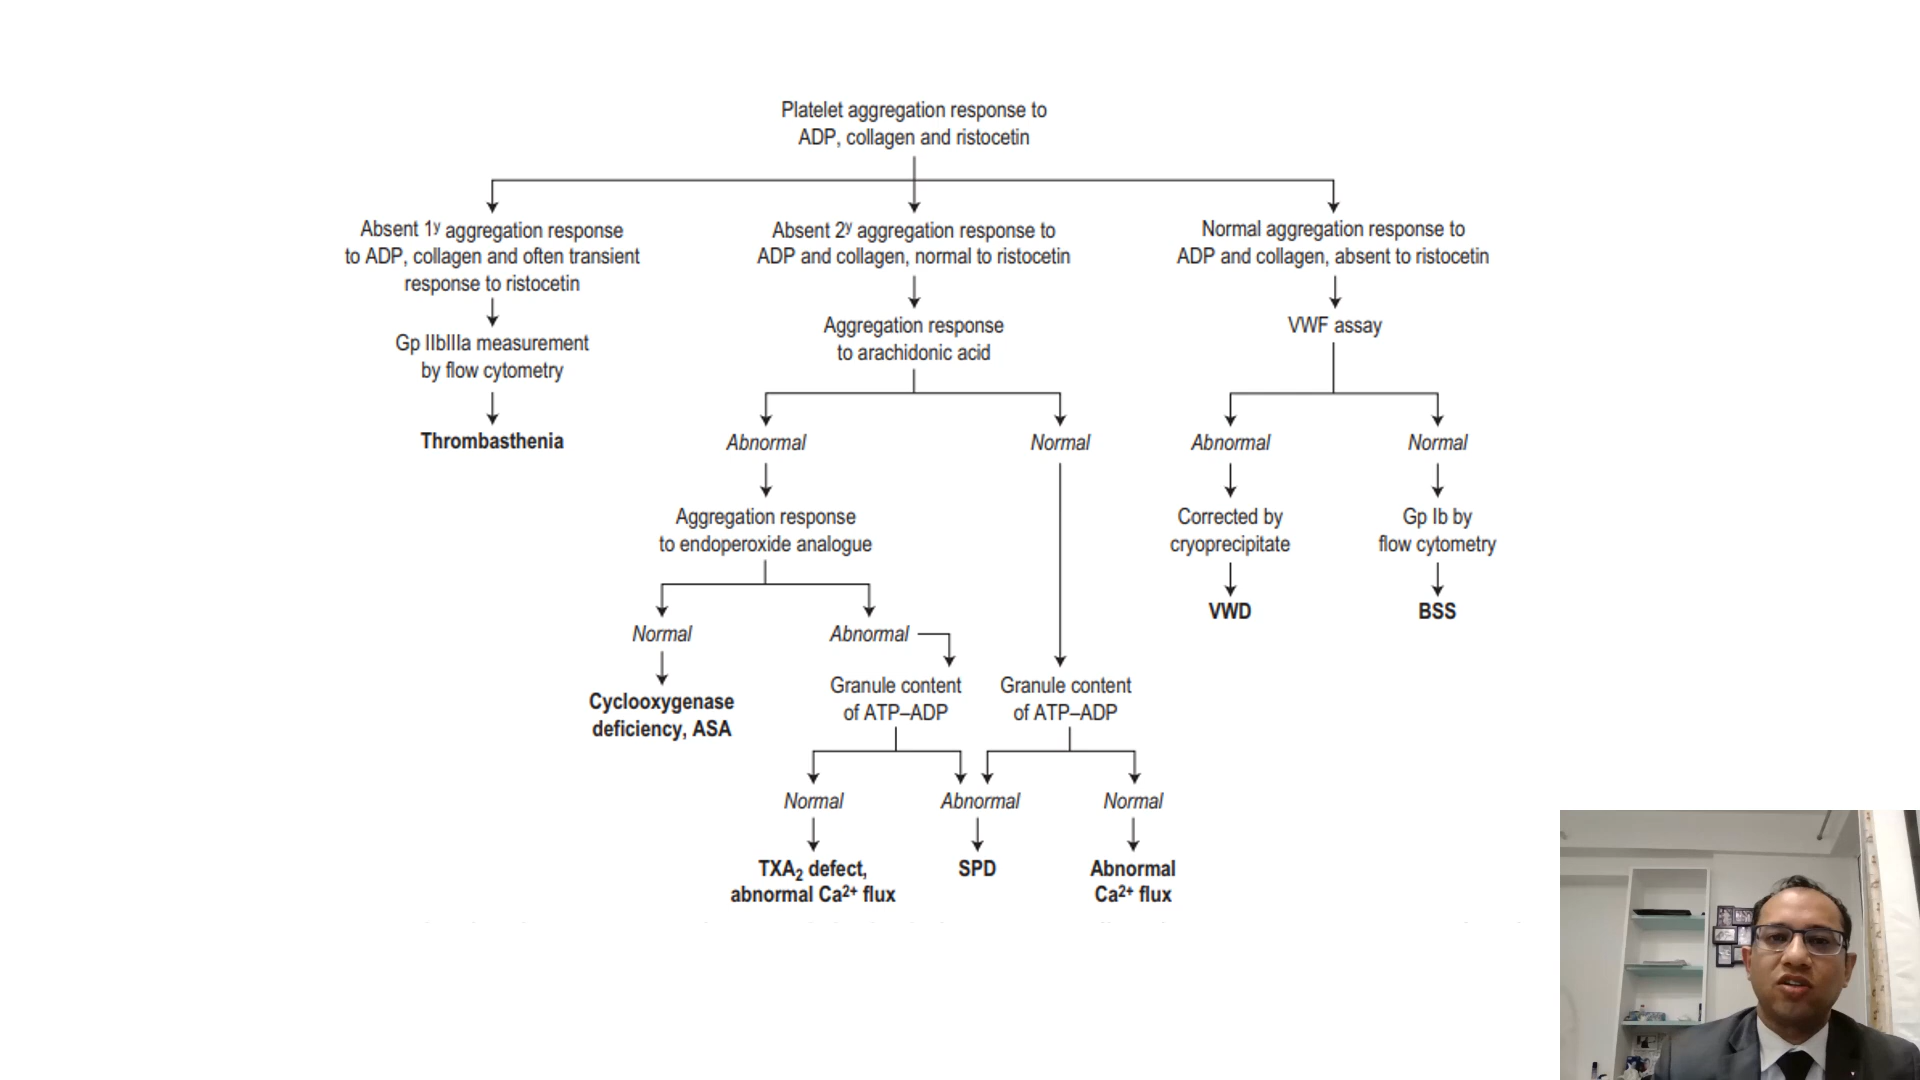 Platelet aggregation response to
ADP, collagen and ristocetin
Absent 1y aggregation response
to ADP, collagen and often transient
response to ristocetin
Gp IIbIIIa measurement
by flow cytometry
Thrombasthenia
Absent 2y aggregation response to
ADP and collagen, normal to ristocetin
Aggregation response
to arachidonic acid
Abnormal
Normal
Aggregation response
to endoperoxide analogue
Normal
Abnormal
Cyclooxygenase
deficiency, ASA
Granule content
of ATP–ADP
Granule content
of ATP–ADP
Normal
Abnormal
Normal
TXA2 defect,
abnormal Ca2+ flux
SPD
Abnormal
Ca2+ flux
Normal aggregation response to
ADP and collagen, absent to ristocetin
VWF assay
Abnormal
Normal
Corrected by
cryoprecipitate
Gp Ib by
flow cytometry
VWD
BSS